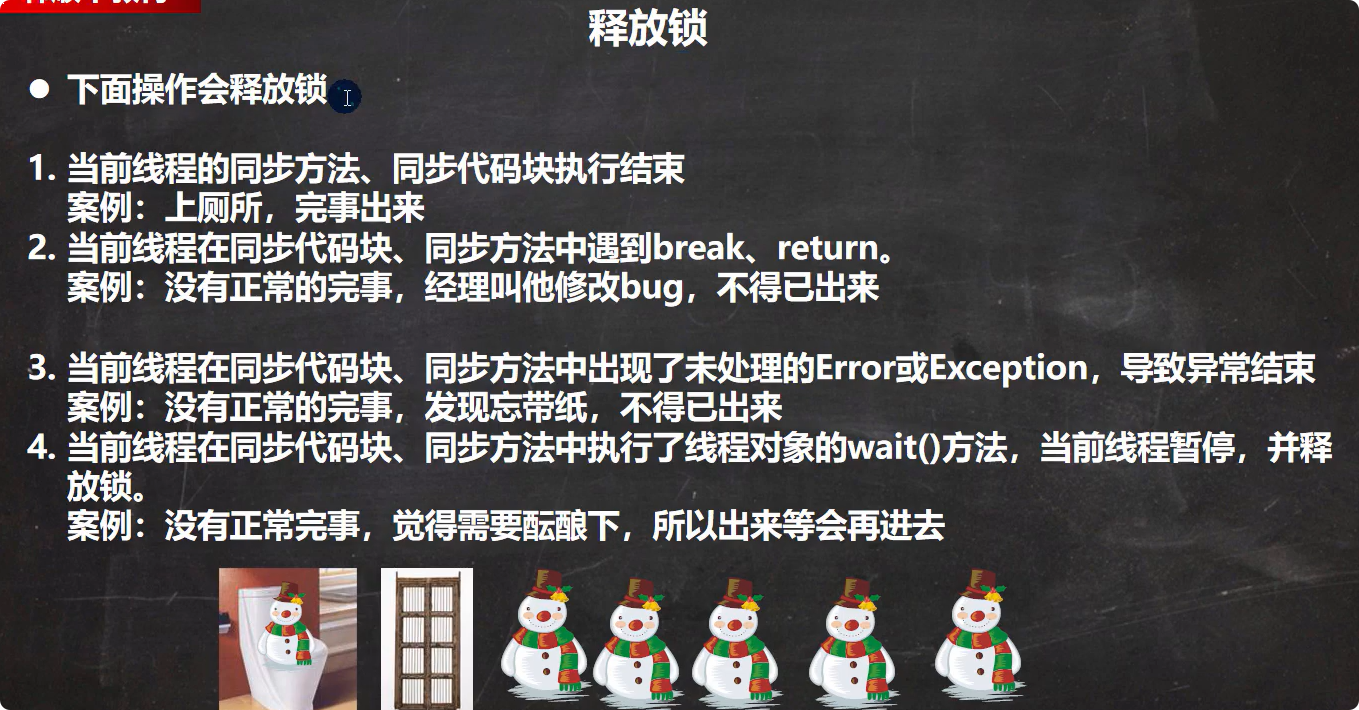 释放锁
● 下面操作会释放锁
1. 当前线程的同步方法、同步代码块执行结束
案例：上厕所，完事出来
2. 当前线程在同步代码块、同步方法中遇到break、return。
案例：没有正常的完事，经理叫他修改bug，不得已出来
3. 当前线程在同步代码块、同步方法中出现了未处理的Error或Exception，导致异常结束
案例：没有正常的完事，发现忘带纸，不得已出来
4. 当前线程在同步代码块、同步方法中执行了线程对象的wait()方法，当前线程暂停，并释
放锁。
案例：没有正常完事，觉得需要酝酿下，所以出来等会再进去